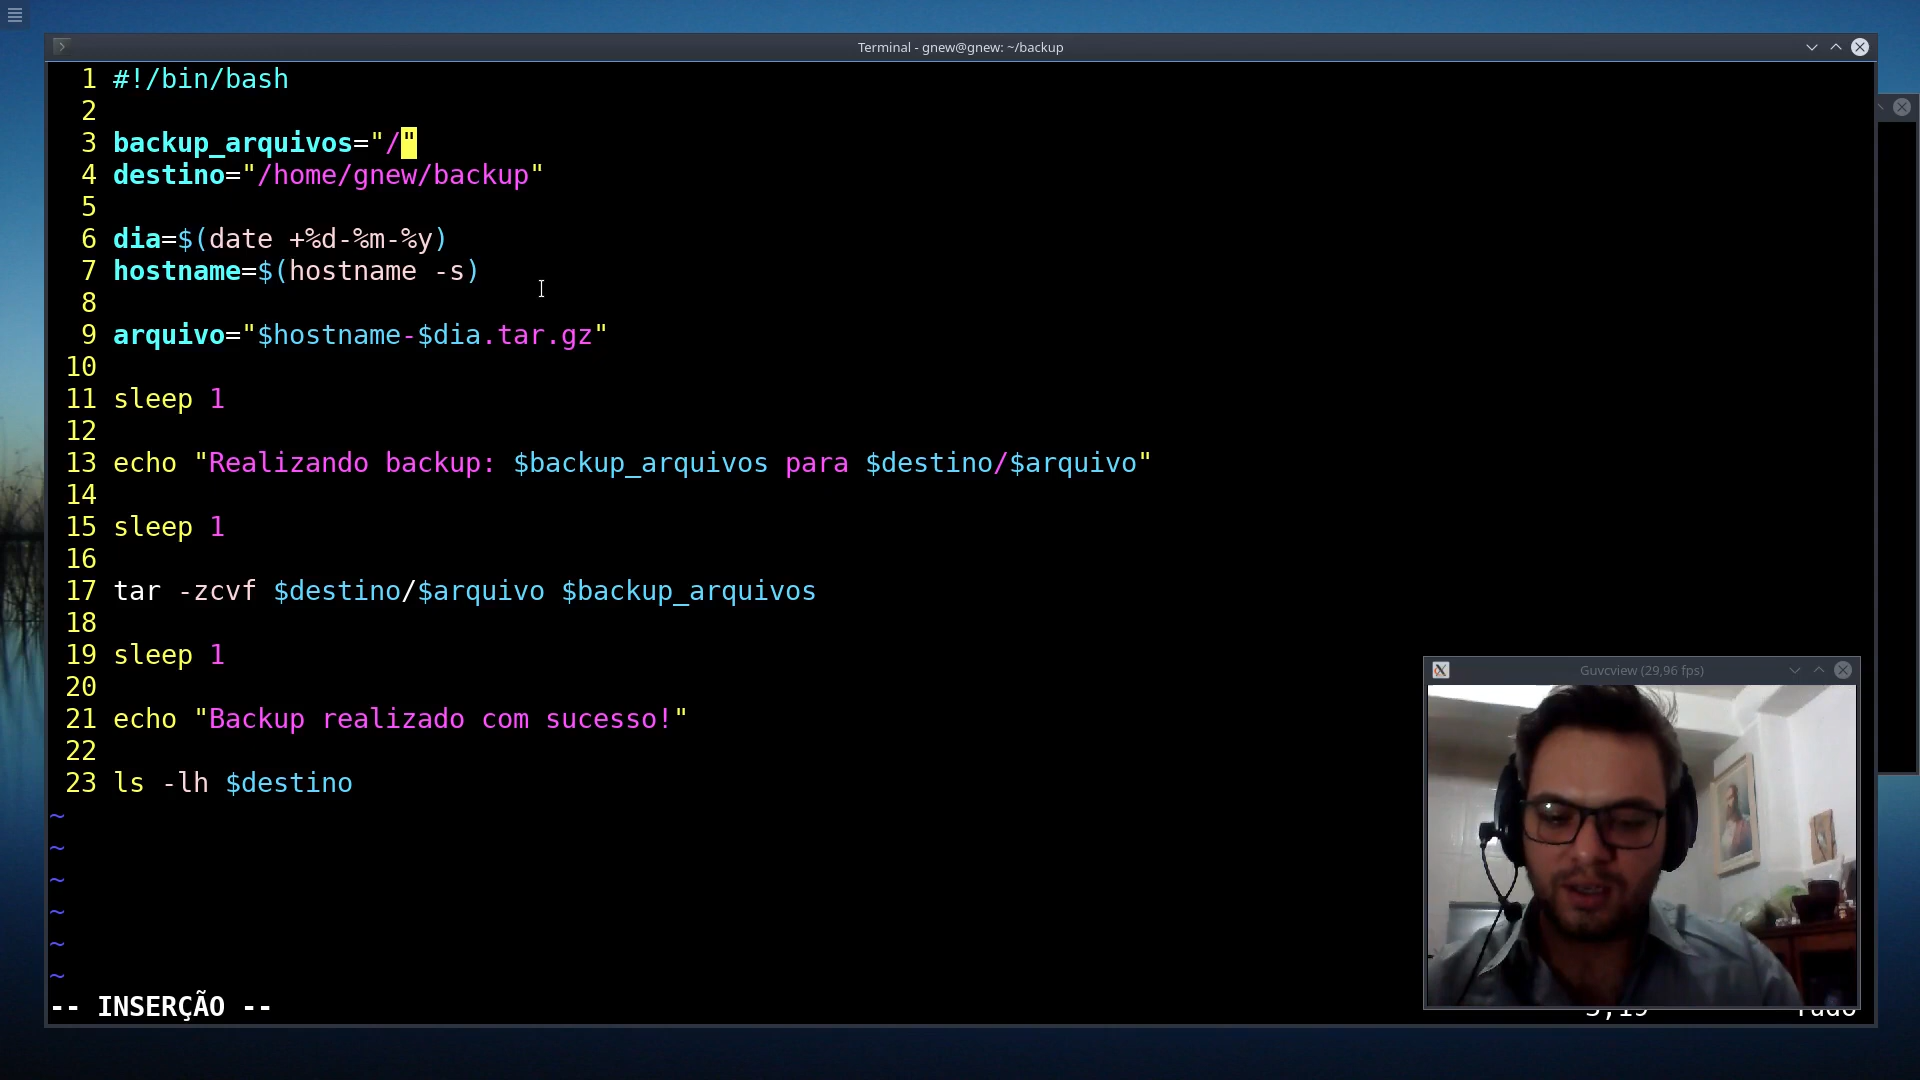 Terminal - gnew@gnew: ~/backup
1 #!/bin/bash
2
3 backup_arquivos="/"
4 destino="/home/gnew/backup"
5
6 dia=$(date +%d-%m-%y)
7 hostname=$(hostname -s)
8
9 arquivo="$hostname-$dia.tar.gz"
10
11 sleep 1
12
13 echo "Realizando backup: $backup_arquivos para $destino/$arquivo"
14
15 sleep 1
16
17 tar -zcvf $destino/$arquivo $backup_arquivos
18
19 sleep 1
20
21 echo "Backup realizado com sucesso!"
22
23 ls -lh $destino
~
~
~
~
~
~
-- INSERÇÃO --
Guvcview (29,96 fps)